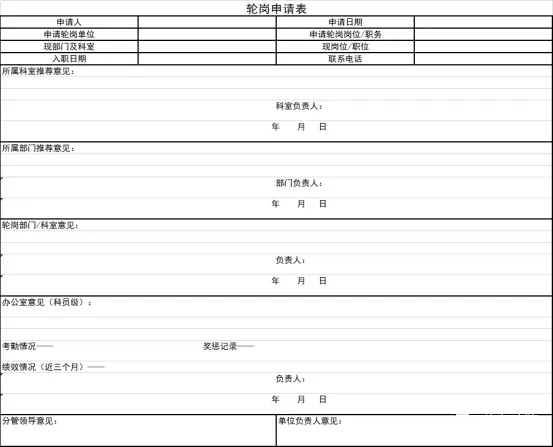 轮岗申请表
申请人 申请日期
申请轮岗单位 申请轮岗岗位/职务
现部门及科室 现岗位/职位
入职日期 联系电话
所属科室推荐意见：
科室负责人：
年 月 日
所属部门推荐意见：
部门负责人：
年 月 日
轮岗部门/科室意见：
负责人：
年 月 日
办公室意见（科员级）：
考勤情况—— 奖惩记录——
绩效情况（近三个月）——
负责人：
年 月 日
分管领导意见： 单位负责人意见：